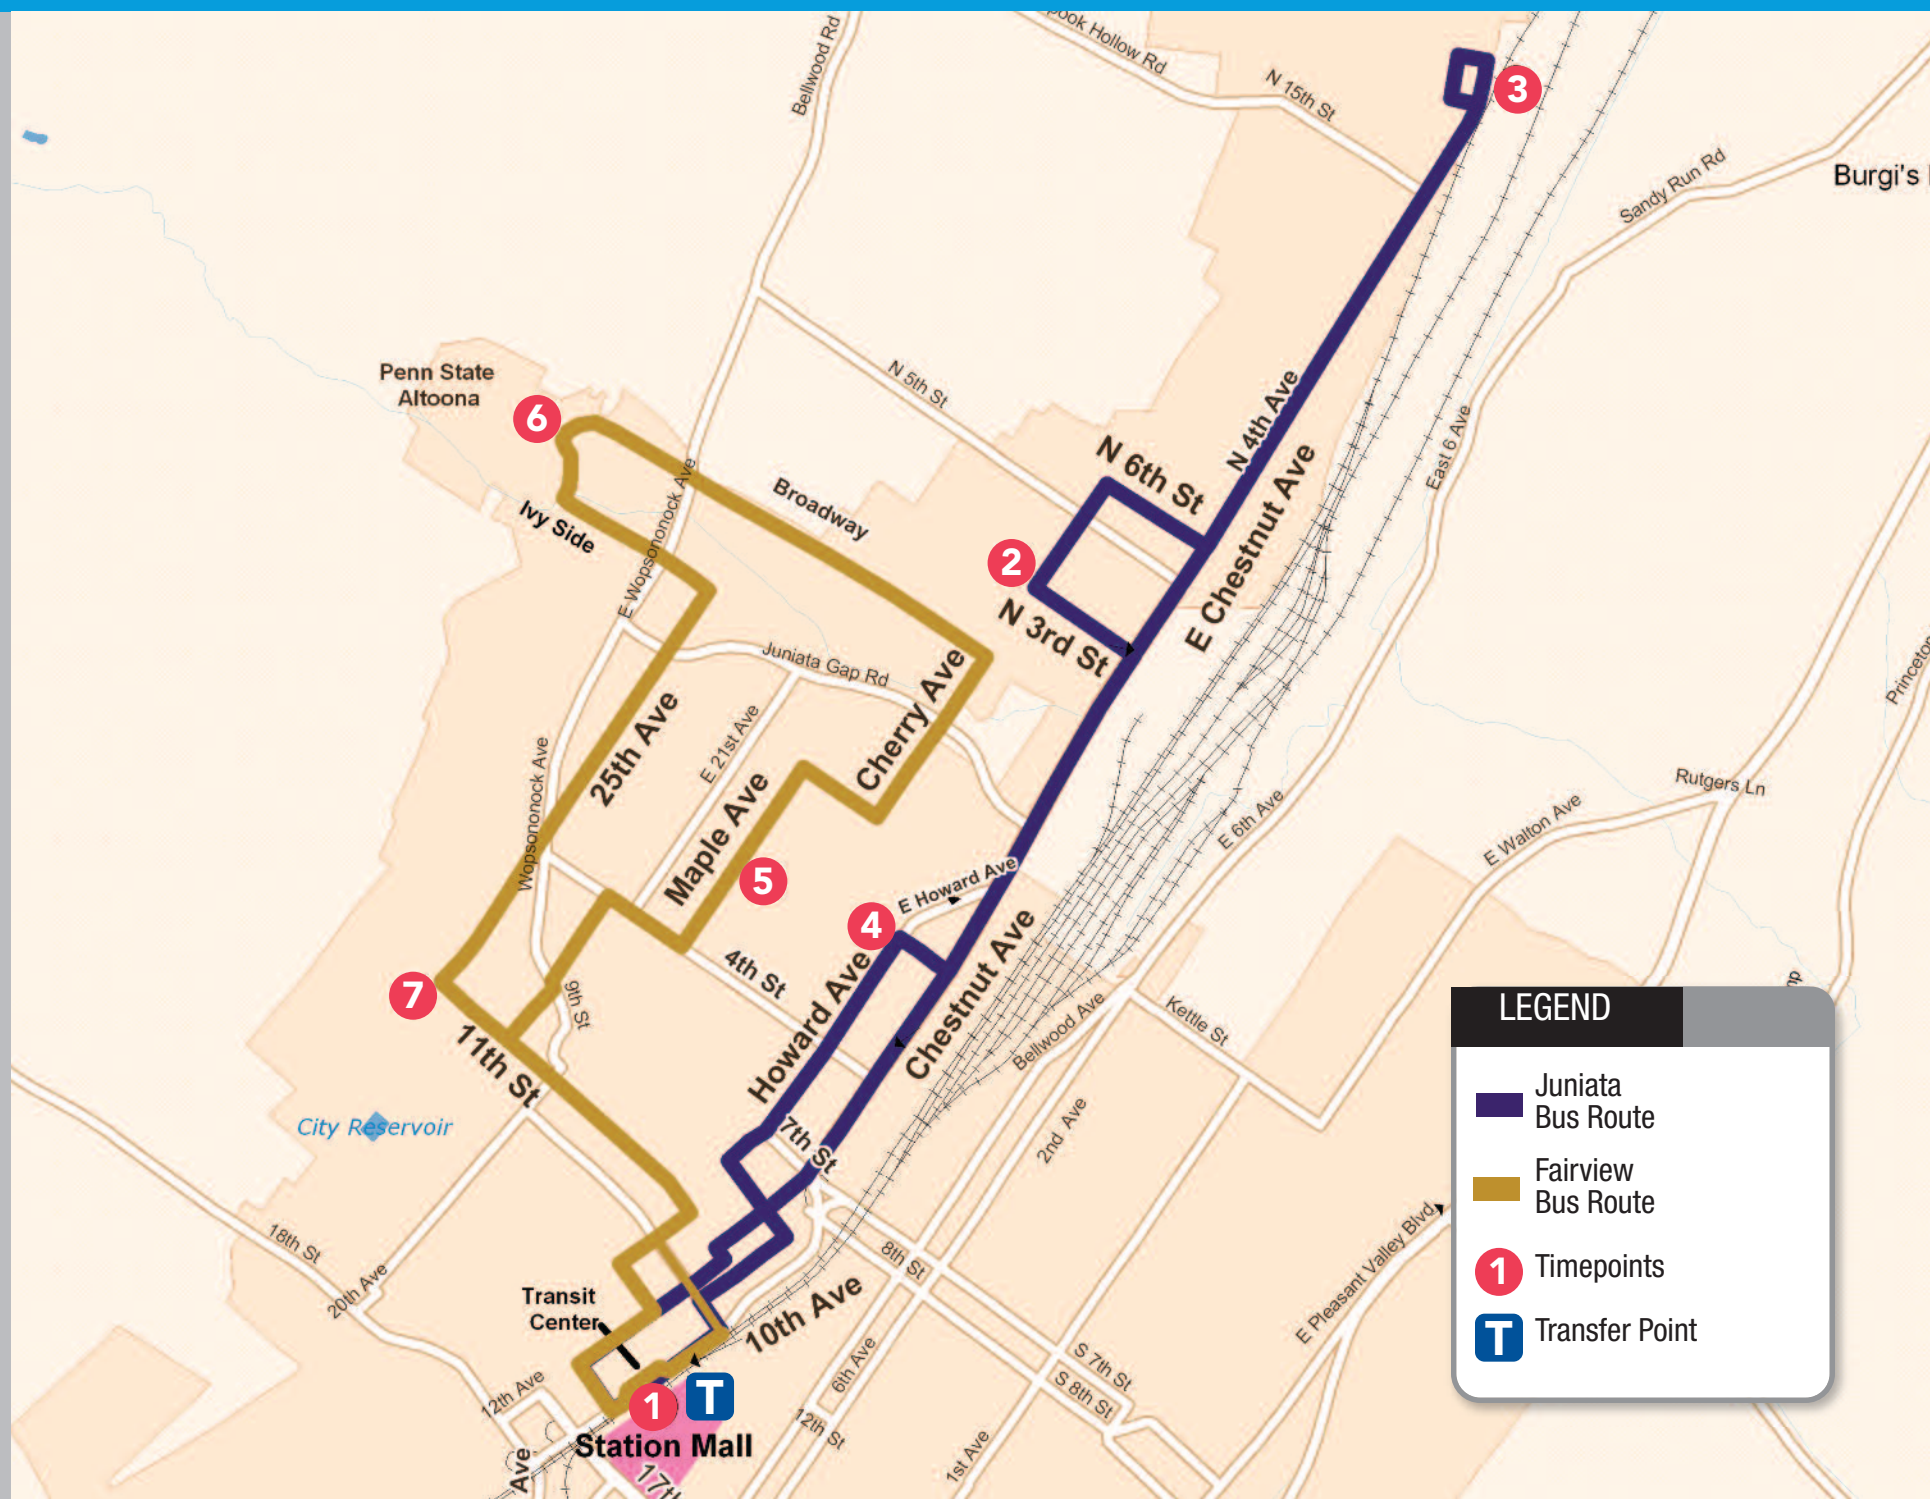 Bellwood Rd
Hollow Rd
N 15th St
3
Sandy Run Rd
Burgi's
Penn State
Altoona
6
N 5th St
N 4th Ave
East 6 Ave
N 6th St
E Chestnut Ave
Broadway
Ivy Side
E Wopsononock Ave
2
N 3rd St
Juniata Gap Rd
Cherry Ave
25th Ave
E 21st Ave
Wopsononock Ave
Maple Ave
5
Princeton
Rutgers Ln
E Walton Ave
E 6th Ave
E Howard Ave
4
4th St
Howard Ave
Chestnut Ave
7
9th St
11th St
Bellwood Ave
Kettle St
City Reservoir
7th St
2nd Ave
18th St
20th Ave
8th St
E Pleasant Valley Blvd
Transit
Center
10th Ave
6th Ave
S 7th St
S 8th St
12th Ave
12th St
1st Ave
1
T
Station Mall
17th
Ave
LEGEND
Juniata
Bus Route
Fairview
Bus Route
1 Timepoints
T Transfer Point